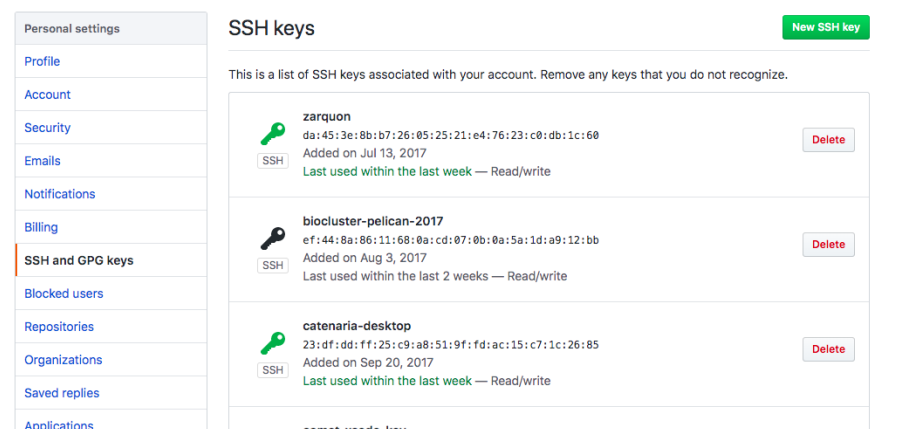 Personal settings
Profile
Account
Security
Emails
Notifications
Billing
SSH and GPG keys
Blocked users
Repositories
Organizations
Saved replies
Applications
SSH keys
New SSH key
This is a list of SSH keys associated with your account. Remove any keys that you do not recognize.
zarquon
da:45:3e:8b:b7:26:05:25:21:e4:76:23:c0:db:1c:60
Added on Jul 13, 2017
Last used within the last week — Read/write
SSH
Delete
biocluster-pelican-2017
ef:44:8a:86:11:68:0a:cd:07:0b:0a:5a:1d:a9:12:bb
Added on Aug 3, 2017
Last used within the last 2 weeks — Read/write
SSH
Delete
catenaria-desktop
23:df:dd:ff:25:c9:a8:51:9f:fd:ac:15:c7:1c:26:85
Added on Sep 20, 2017
Last used within the last week — Read/write
SSH
Delete